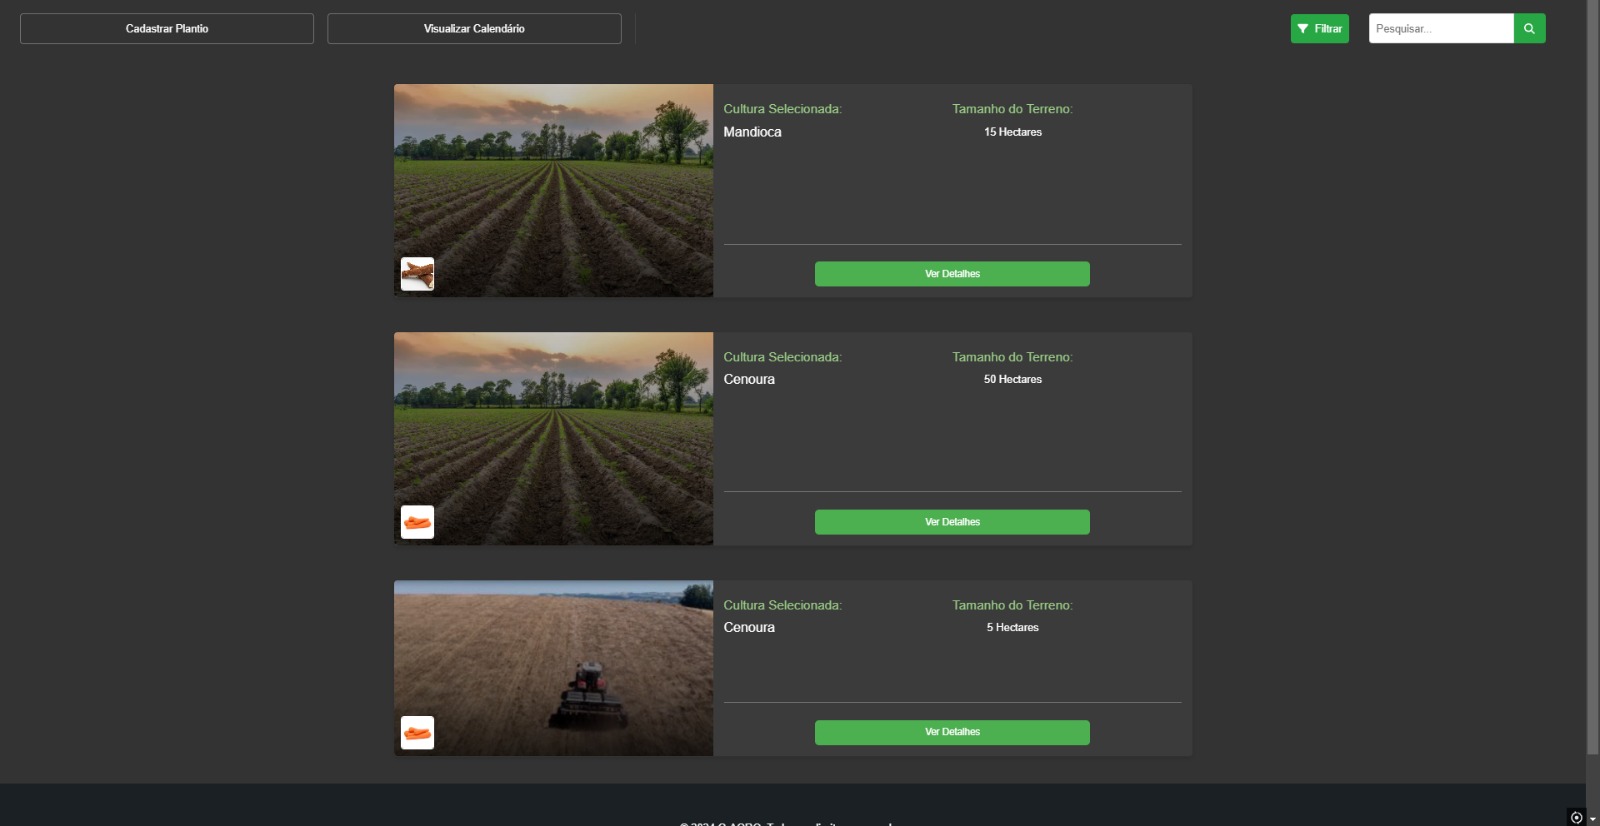 Cadastrar Plantio
Visualizar Calendário
Filtrar
Pesquisar...
Cultura Selecionada:
Tamanho do Terreno:
Mandioca
15 Hectares
Ver Detalhes
Cultura Selecionada:
Tamanho do Terreno:
Cenoura
50 Hectares
Ver Detalhes
Cultura Selecionada:
Tamanho do Terreno:
Cenoura
5 Hectares
Ver Detalhes